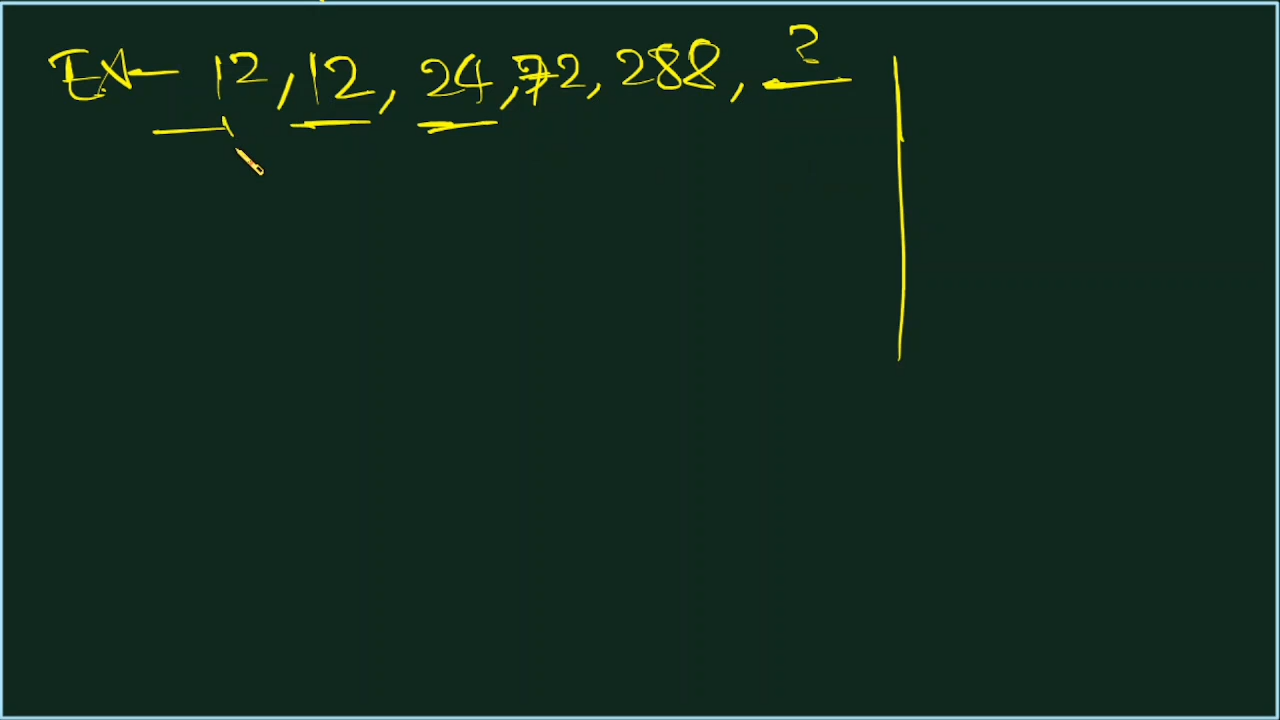 Ex- 12, 12, 24, 72, 288, ?